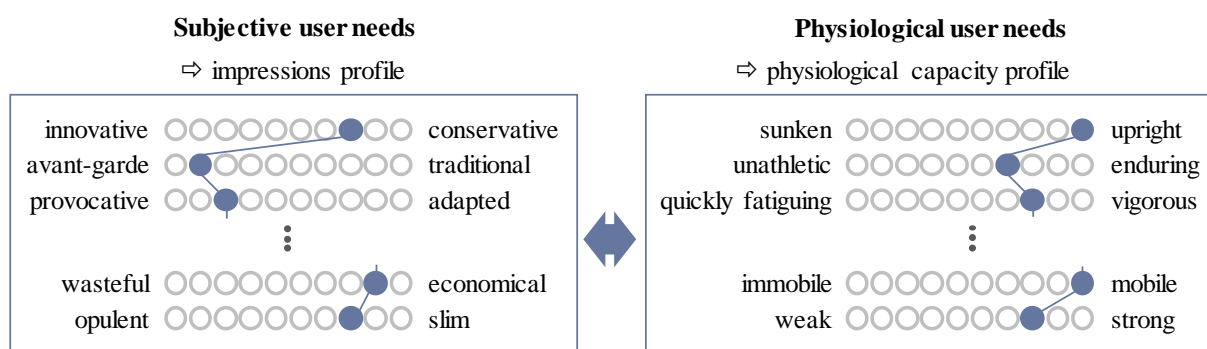 Subjective user needs
⇨ impressions profile
innovative conservative
avant-garde traditional
provocative adapted
wasteful economical
opulent slim
Physiological user needs
⇨ physiological capacity profile
sunken upright
unathletic enduring
quickly fatiguing vigorous
immobile mobile
weak strong